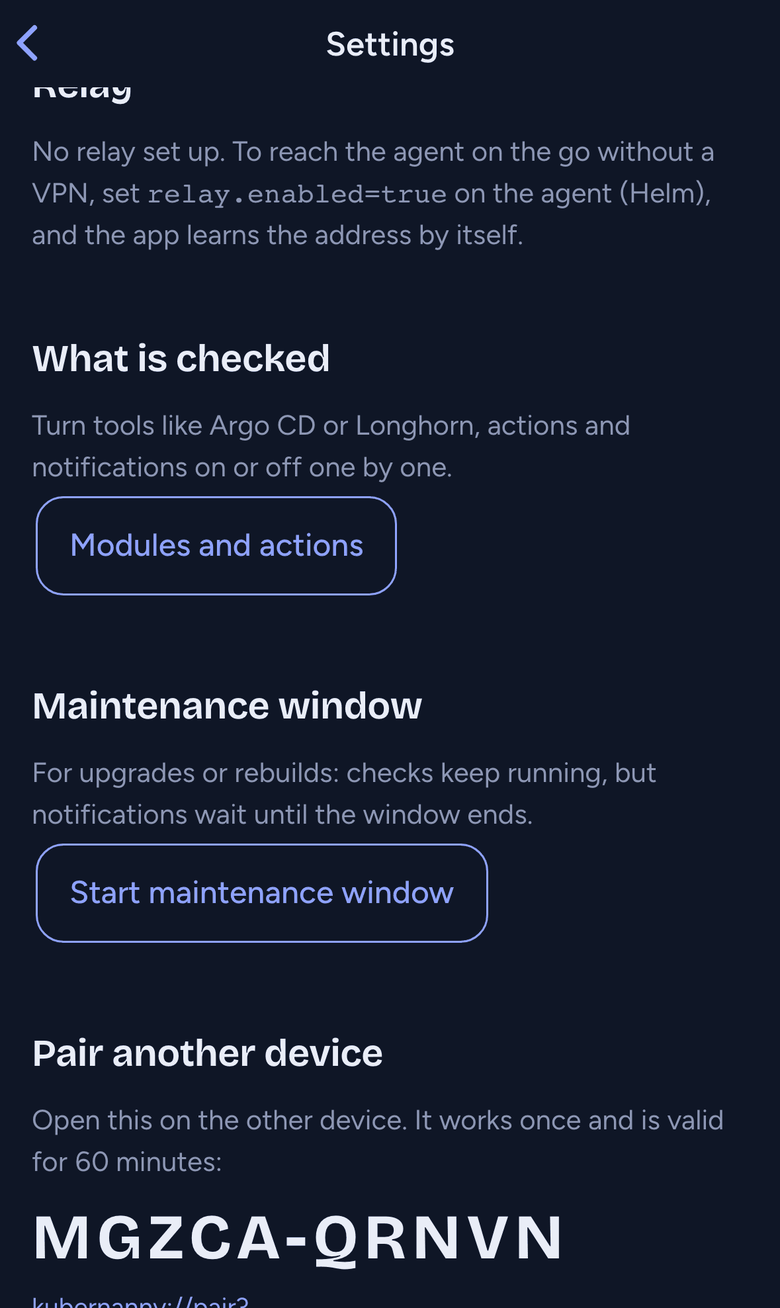 Settings
Relay
No relay set up. To reach the agent on the go without a
VPN, set relay.enabled=true on the agent (Helm),
and the app learns the address by itself.
What is checked
Turn tools like Argo CD or Longhorn, actions and
notifications on or off one by one.
Modules and actions
Maintenance window
For upgrades or rebuilds: checks keep running, but
notifications wait until the window ends.
Start maintenance window
Pair another device
Open this on the other device. It works once and is valid
for 60 minutes:
MGZCA-QRNVN
kubernanny://pair?